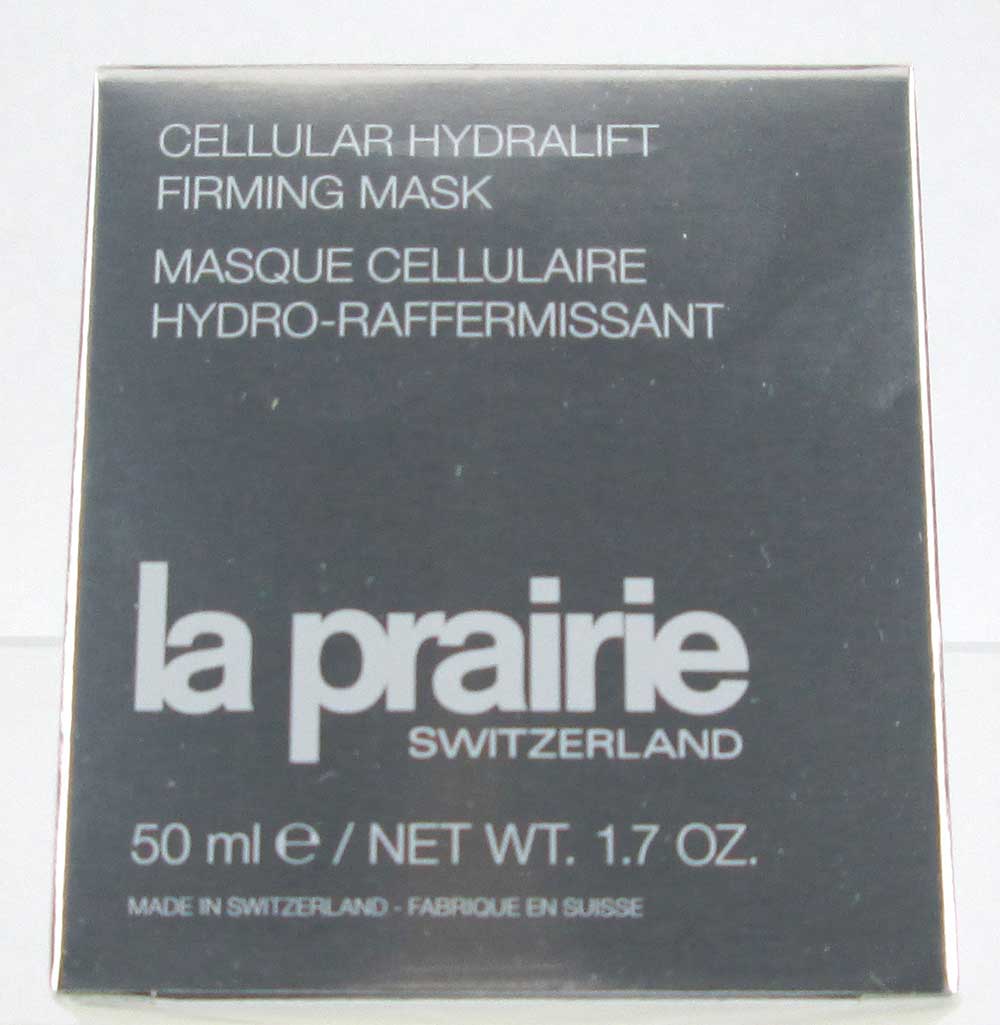 CELLULAR HYDRALIFT
FIRMING MASK
MASQUE CELLULAIRE
HYDRO-RAFFERMISSANT
la prairie
SWITZERLAND
50 ml ℮ / NET WT. 1.7 OZ.
MADE IN SWITZERLAND - FABRIQUE EN SUISSE